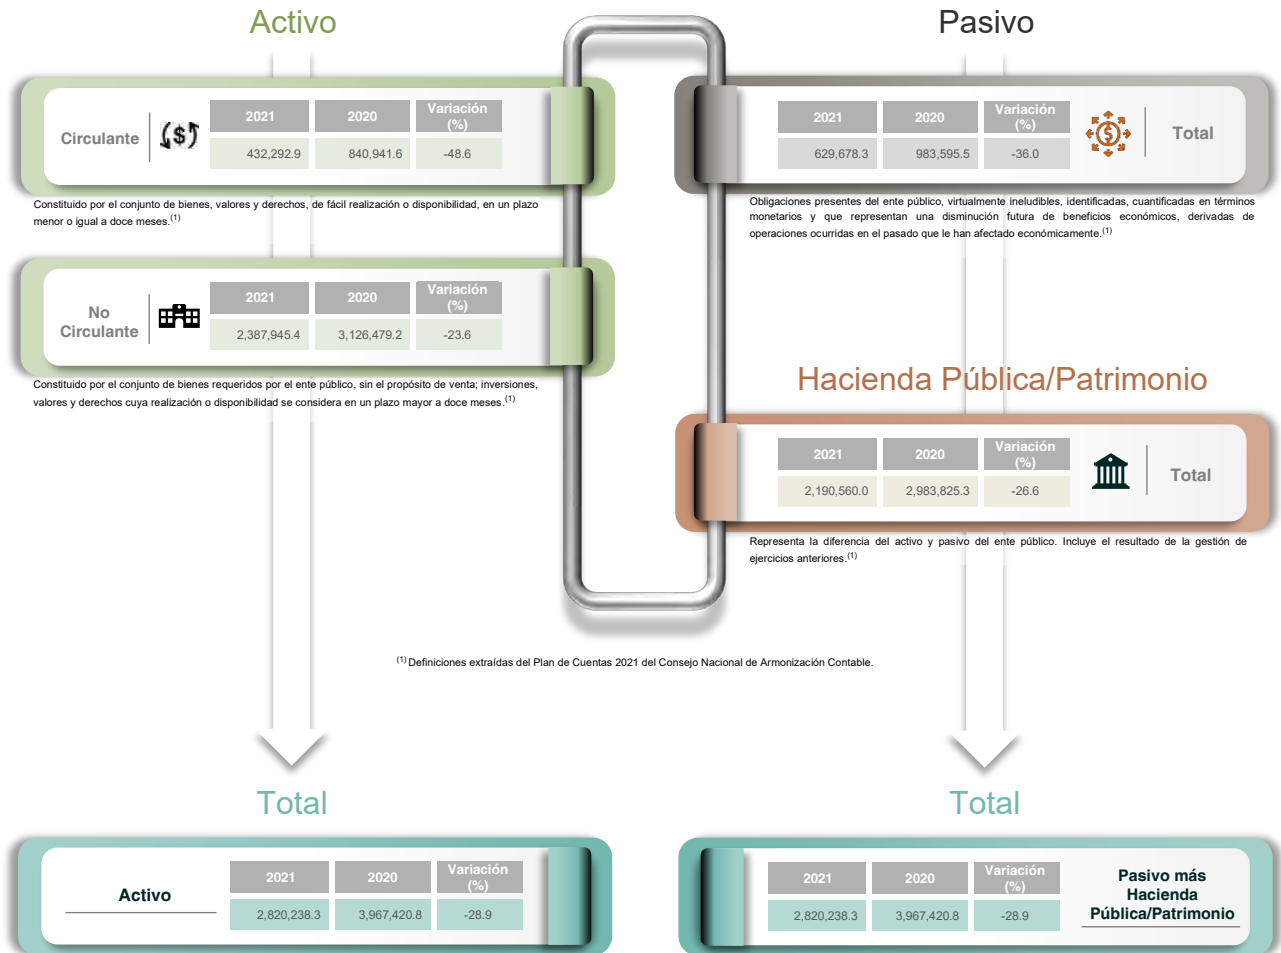 Activo
Circulante
2021 2020 Variación (%)
432,292.9 840,941.6 -48.6
Constituido por el conjunto de bienes, valores y derechos, de fácil realización o disponibilidad, en un plazo
menor o igual a doce meses.(1)
No
Circulante
2021 2020 Variación (%)
2,387,945.4 3,126,479.2 -23.6
Constituido por el conjunto de bienes requeridos por el ente público, sin el propósito de venta; inversiones,
valores y derechos cuya realización o disponibilidad se considera en un plazo mayor a doce meses.(1)
Pasivo
2021 2020 Variación (%)
629,678.3 983,595.5 -36.0
Total
Obligaciones presentes del ente público, virtualmente ineludibles, identificadas, cuantificadas en términos
monetarios y que representan una disminución futura de beneficios económicos, derivadas de
operaciones ocurridas en el pasado que le han afectado económicamente.(1)
Hacienda Pública/Patrimonio
2021 2020 Variación (%)
2,190,560.0 2,983,825.3 -26.6
Total
Representa la diferencia del activo y pasivo del ente público. Incluye el resultado de la gestión de
ejercicios anteriores.(1)
(1) Definiciones extraídas del Plan de Cuentas 2021 del Consejo Nacional de Armonización Contable.
Total
Activo
2021 2020 Variación (%)
2,820,238.3 3,967,420.8 -28.9
Total
2021 2020 Variación (%)
2,820,238.3 3,967,420.8 -28.9
Pasivo más
Hacienda
Pública/Patrimonio